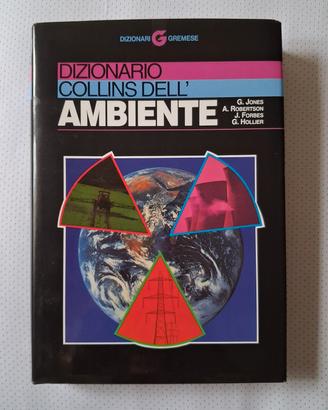 DIZIONARI G GREMESE
DIZIONARIO
COLLINS DELL'
AMBIENTE
G. JONES
A. ROBERTSON
J. FORBES
G. HOLLIER